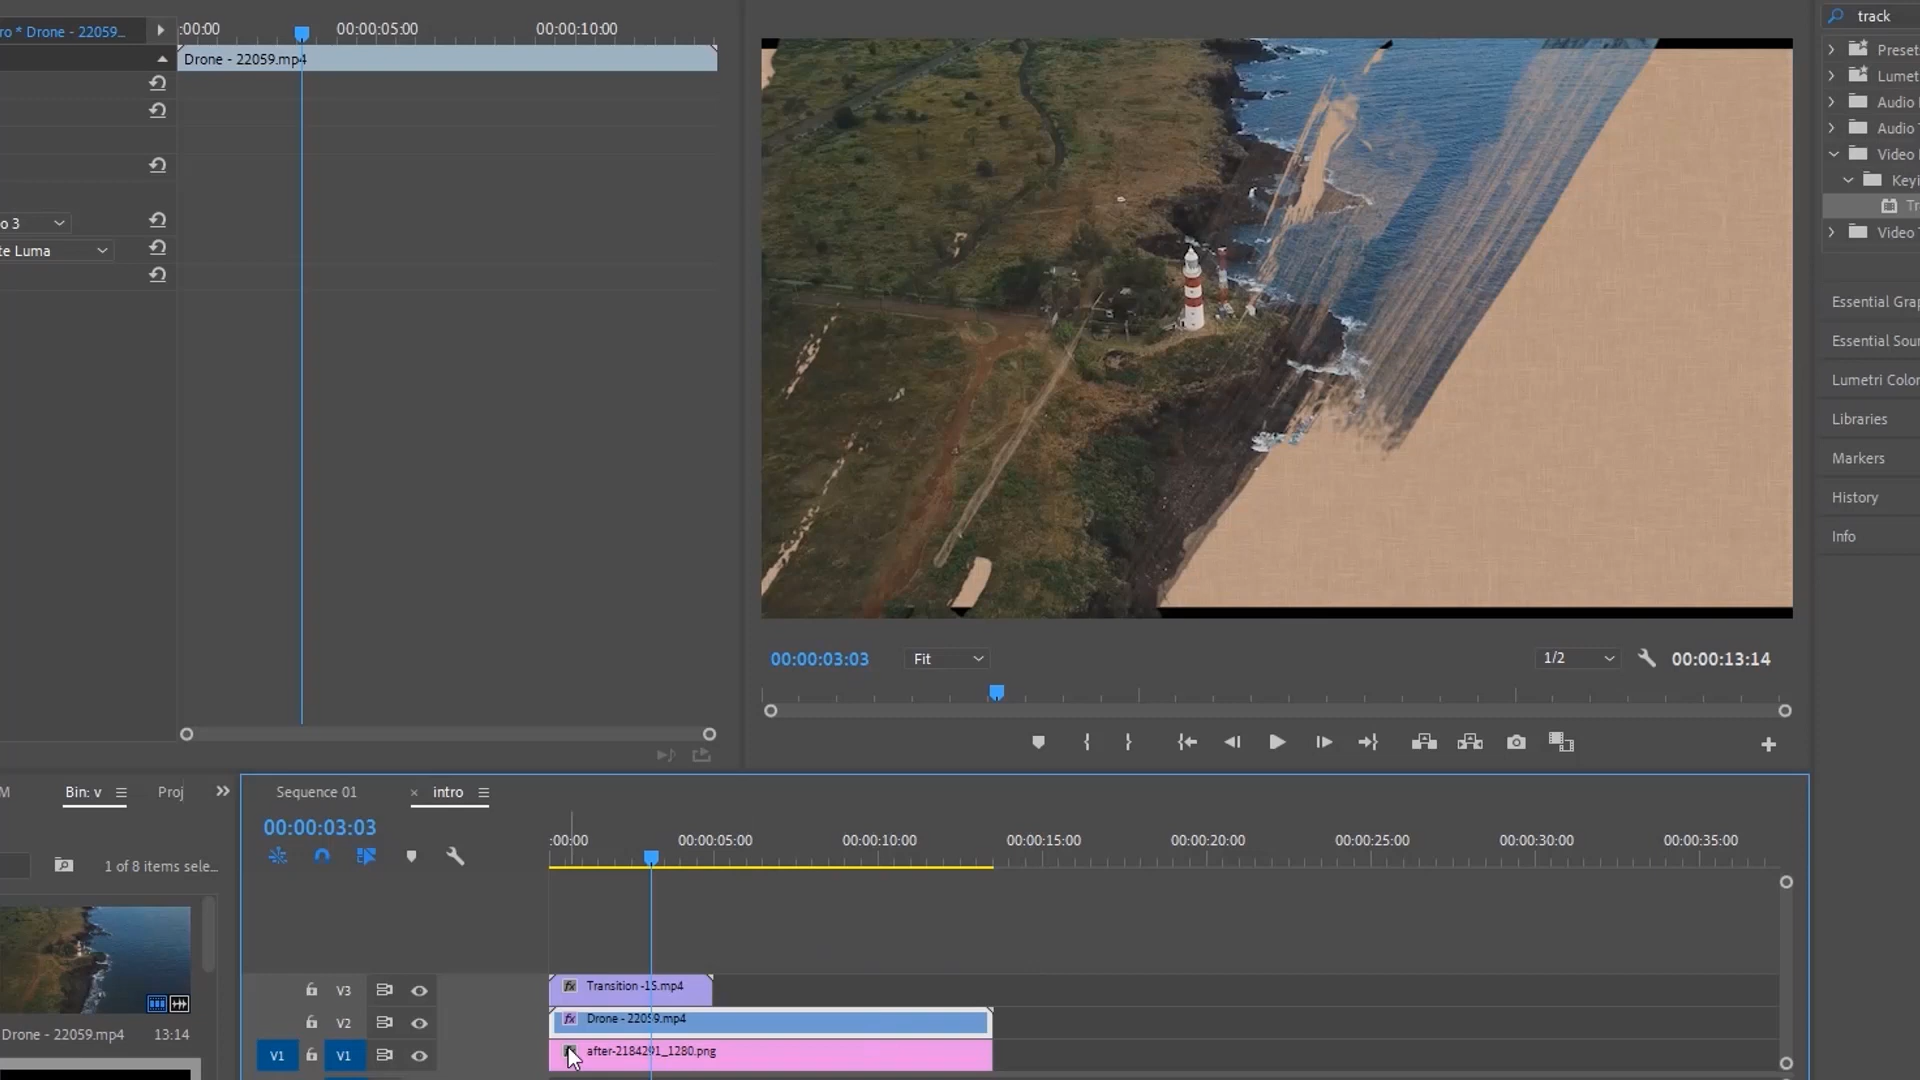 ro * Drone - 22059...
:00:00
00:00:05:00
00:00:10:00
Drone - 22059.mp4
o 3
te Luma
00:00:03:03
Fit
1/2
00:00:13:14
track
Preset
Lumet
Audio
Audio
Video
Keyi
Tr
Video
Essential Grap
Essential Sour
Lumetri Color
Libraries
Markers
History
Info
M
Bin: v
Proj
1 of 8 items sele...
Drone - 22059.mp4
13:14
Sequence 01
× intro
00:00:03:03
:00:00
00:00:05:00
00:00:10:00
00:00:15:00
00:00:20:00
00:00:25:00
00:00:30:00
00:00:35:00
V3
fx Transition -15.mp4
V2
fx Drone - 22059.mp4
V1
V1
after-2184291_1280.png